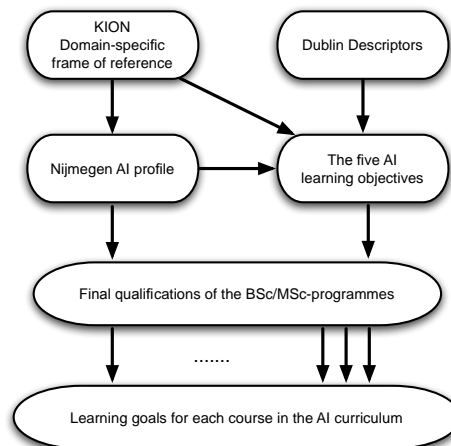 KION
Domain-specific
frame of reference
Dublin Descriptors
Nijmegen AI profile
The five AI
learning objectives
Final qualifications of the BSc/MSc-programmes
.......
Learning goals for each course in the AI curriculum